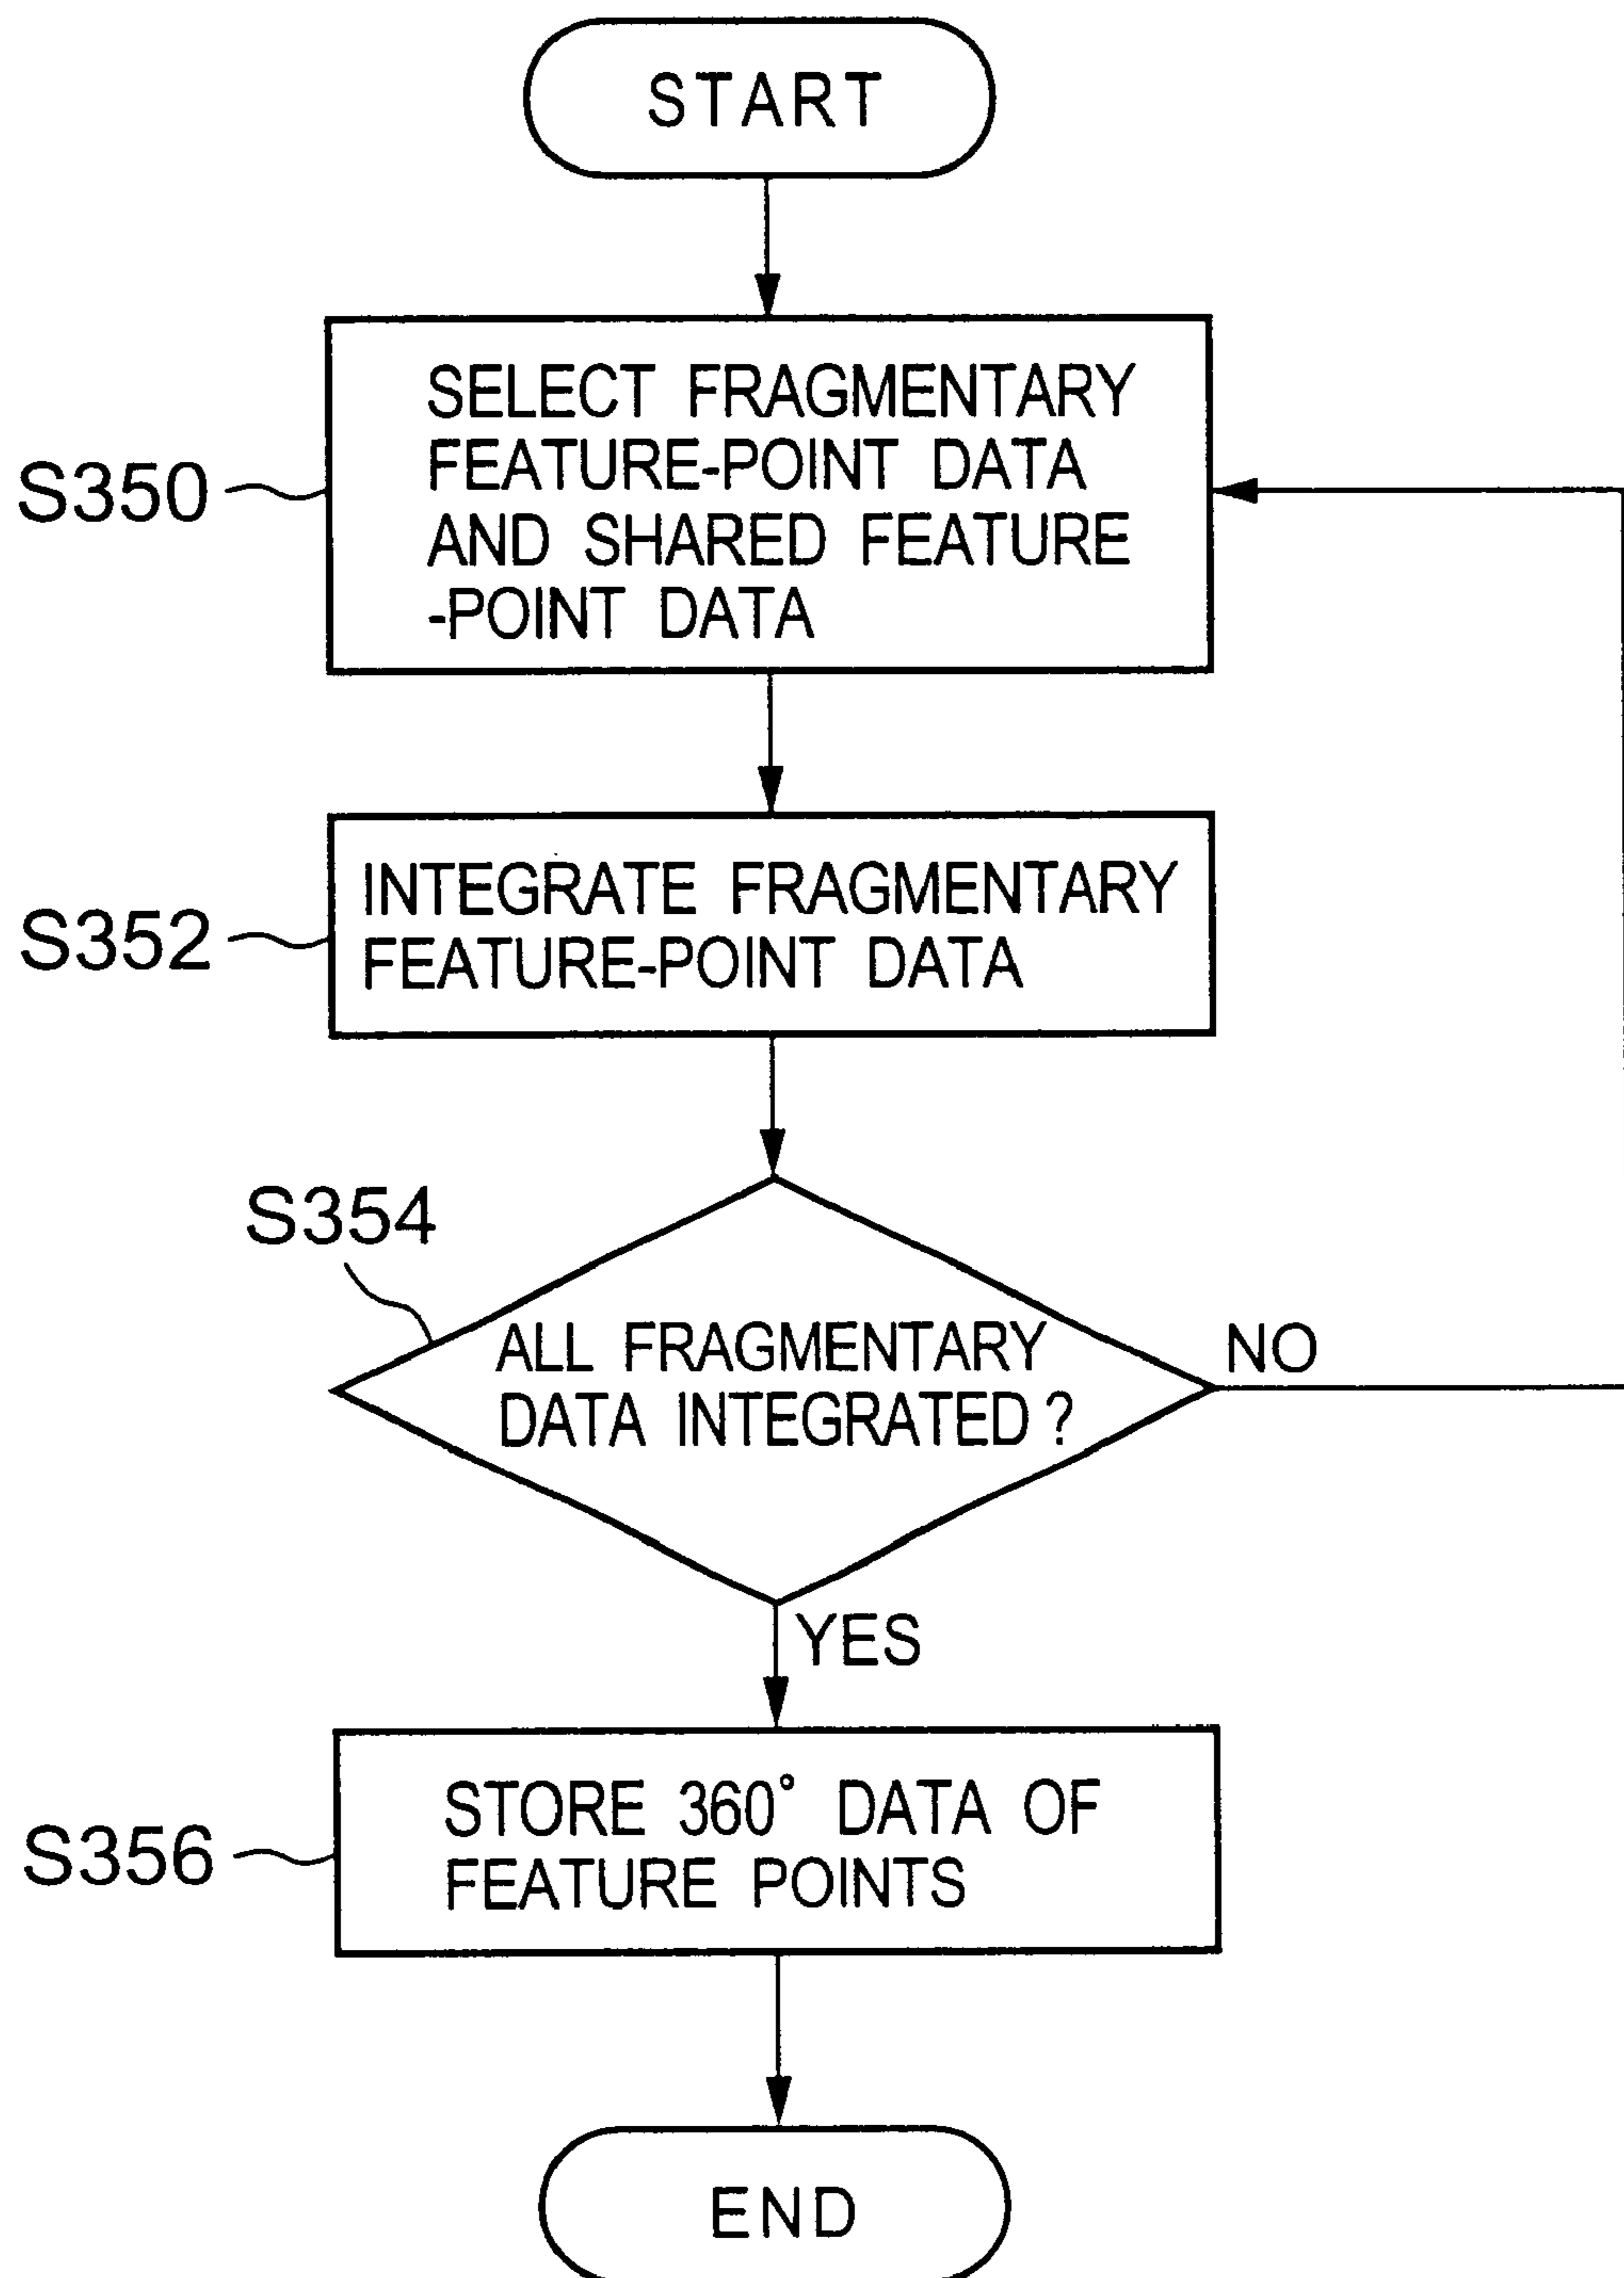 START
S350
SELECT FRAGMENTARY
FEATURE-POINT DATA
AND SHARED FEATURE
-POINT DATA
S352
INTEGRATE FRAGMENTARY
FEATURE-POINT DATA
S354
ALL FRAGMENTARY
DATA INTEGRATED ?
NO
YES
S356
STORE 360° DATA OF
FEATURE POINTS
END